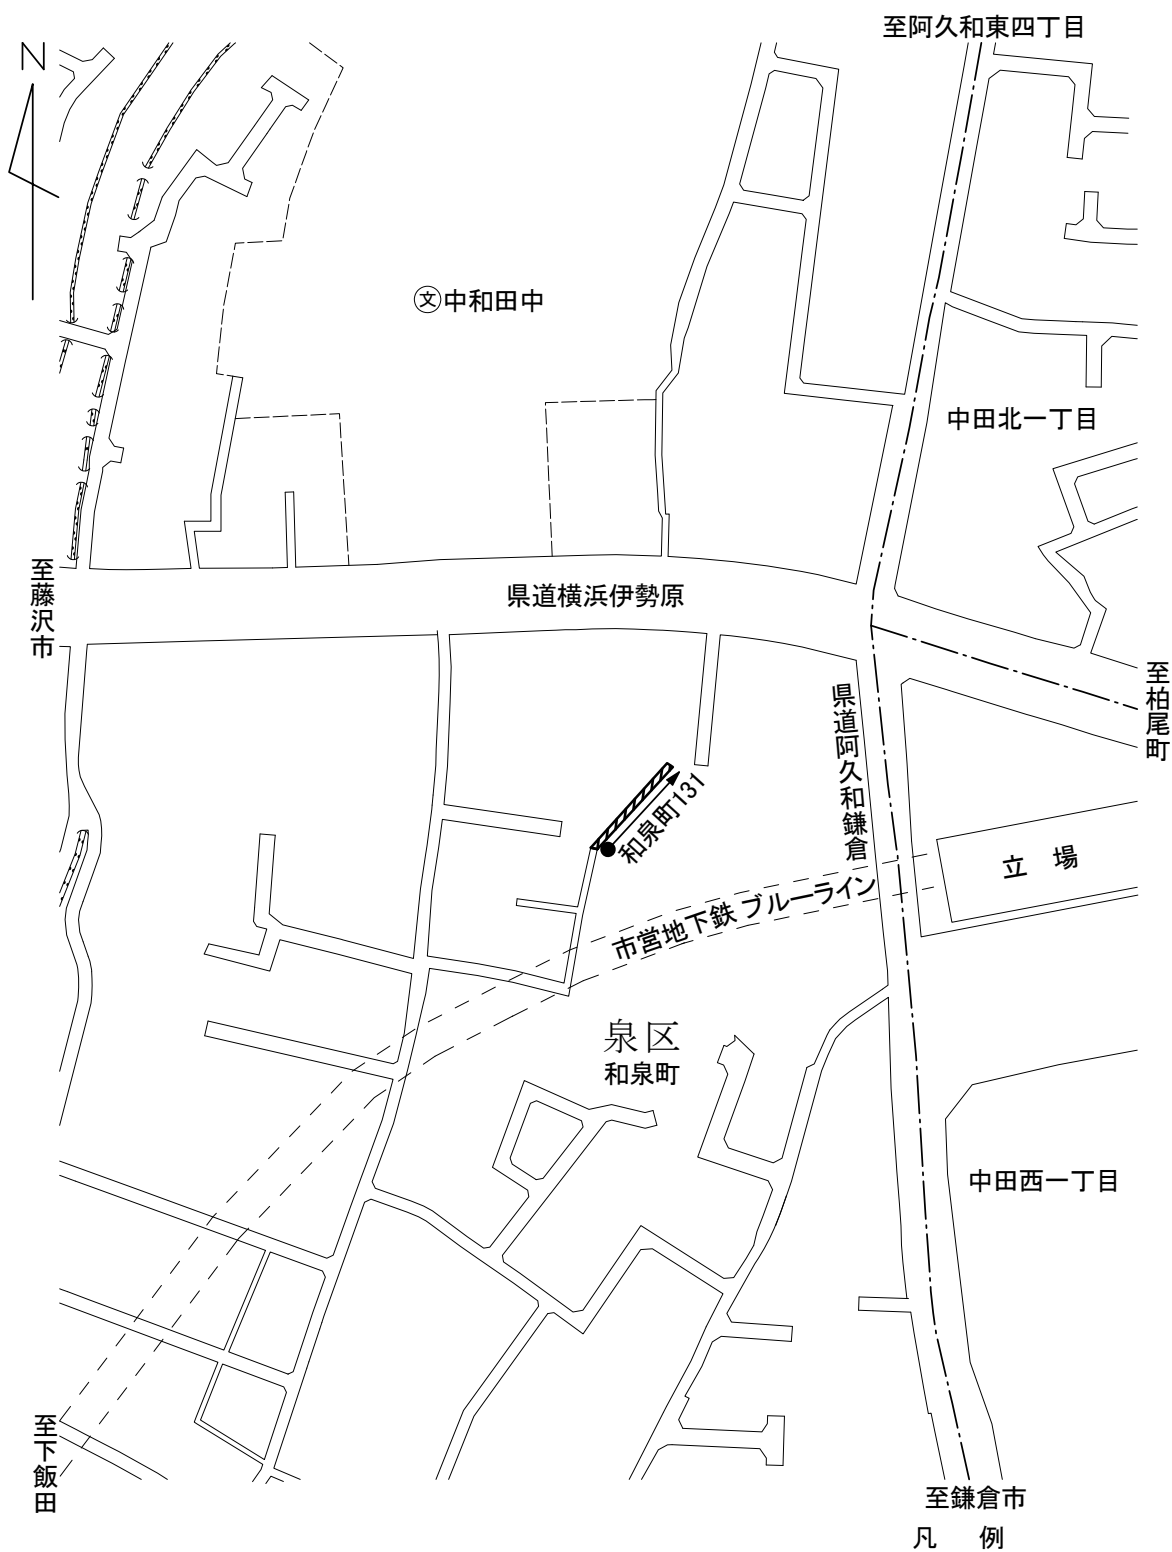 至阿久和東四丁目
N
文中和田中
中田北一丁目
至藤沢市
県道横浜伊勢原
至柏尾町
県道阿久和鎌倉
和泉町131
立場
市営地下鉄 ブルーライン
泉区
和泉町
中田西一丁目
至下飯田
至鎌倉市
凡例